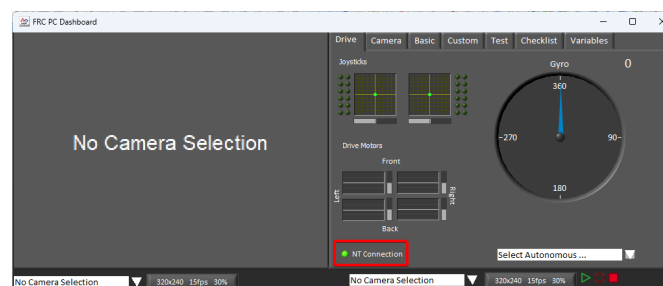 FRC PC Dashboard
Drive Camera Basic Custom Test Checklist Variables
Joysticks
Gyro 0
360
No Camera Selection
-270 90-
Drive Motors
Front
180
Left Right
Back
NT Connection
Select Autonomous ...
No Camera Selection 320x240 15fps 30% No Camera Selection 320x240 15fps 30%